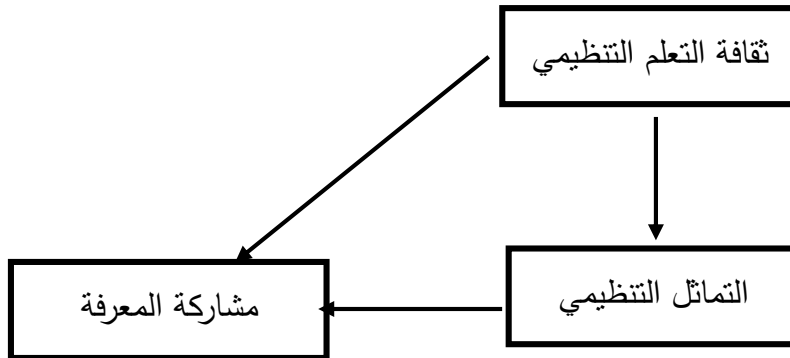 ثقافة التعلم التنظيمي
التماثل التنظيمي
مشاركة المعرفة